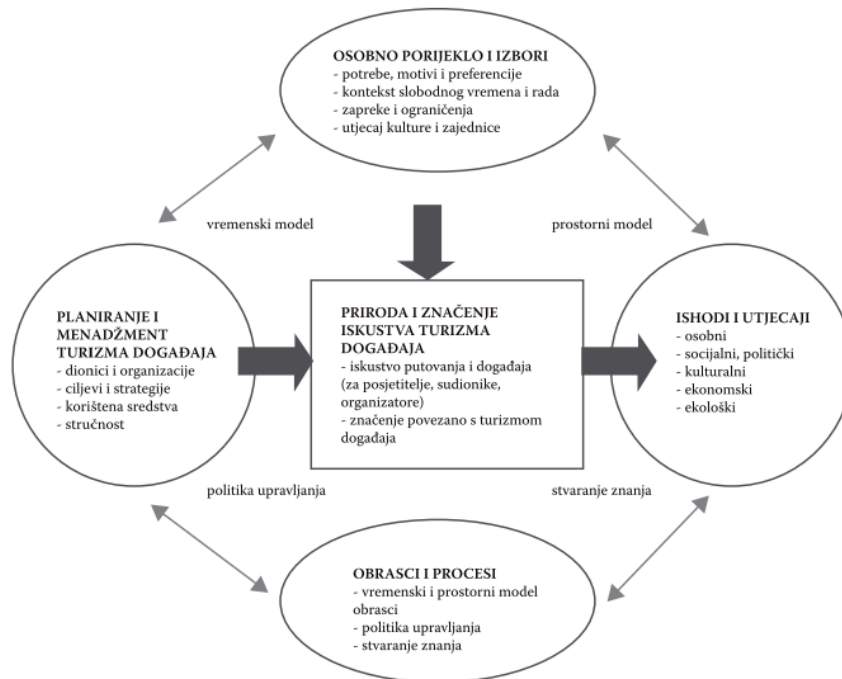 OSOBNO PORIJEKLO I IZBORI
- potrebe, motivi i preferencije
- kontekst slobodnog vremena i rada
- zapreke i ograničenja
- utjecaj kulture i zajednice
vremenski model
prostorni model
PLANIRANJE I
MENADŽMENT
TURIZMA DOGAĐAJA
- dionici i organizacije
- ciljevi i strategije
- korištena sredstva
- stručnost
PRIRODA I ZNAČENJE
ISKUSTVA TURIZMA
DOGAĐAJA
- iskustvo putovanja i događaja
(za posjetitelje, sudionike,
organizatore)
- značenje povezano s turizmom
događaja
ISHODI I UTJECAJI
- osobni
- socijalni, politički
- kulturalni
- ekonomski
- ekološki
politika upravljanja
stvaranje znanja
OBRASCI I PROCESI
- vremenski i prostorni model
obrasci
- politika upravljanja
- stvaranje znanja